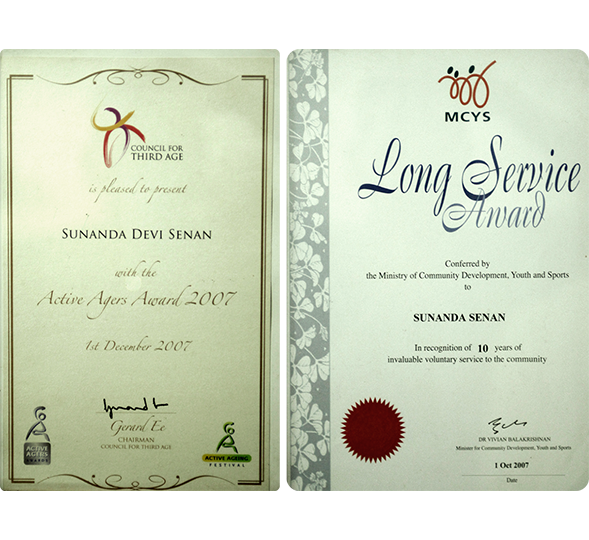 COUNCIL FOR
THIRD AGE
is pleased to present
SUNANDA DEVI SENAN
with the
Active Agers Award 2007
1st December 2007
Gerard Ee
CHAIRMAN
COUNCIL FOR THIRD AGE
ACTIVE
AGERS
AWARDS
ACTIVE AGEING
FESTIVAL
MCYS
Long Service
Award
Conferred by
the Ministry of Community Development, Youth and Sports
to
SUNANDA SENAN
In recognition of 10 years of
invaluable voluntary service to the community
DR VIVIAN BALAKRISHNAN
Minister for Community Development, Youth and Sports
1 Oct 2007
Date